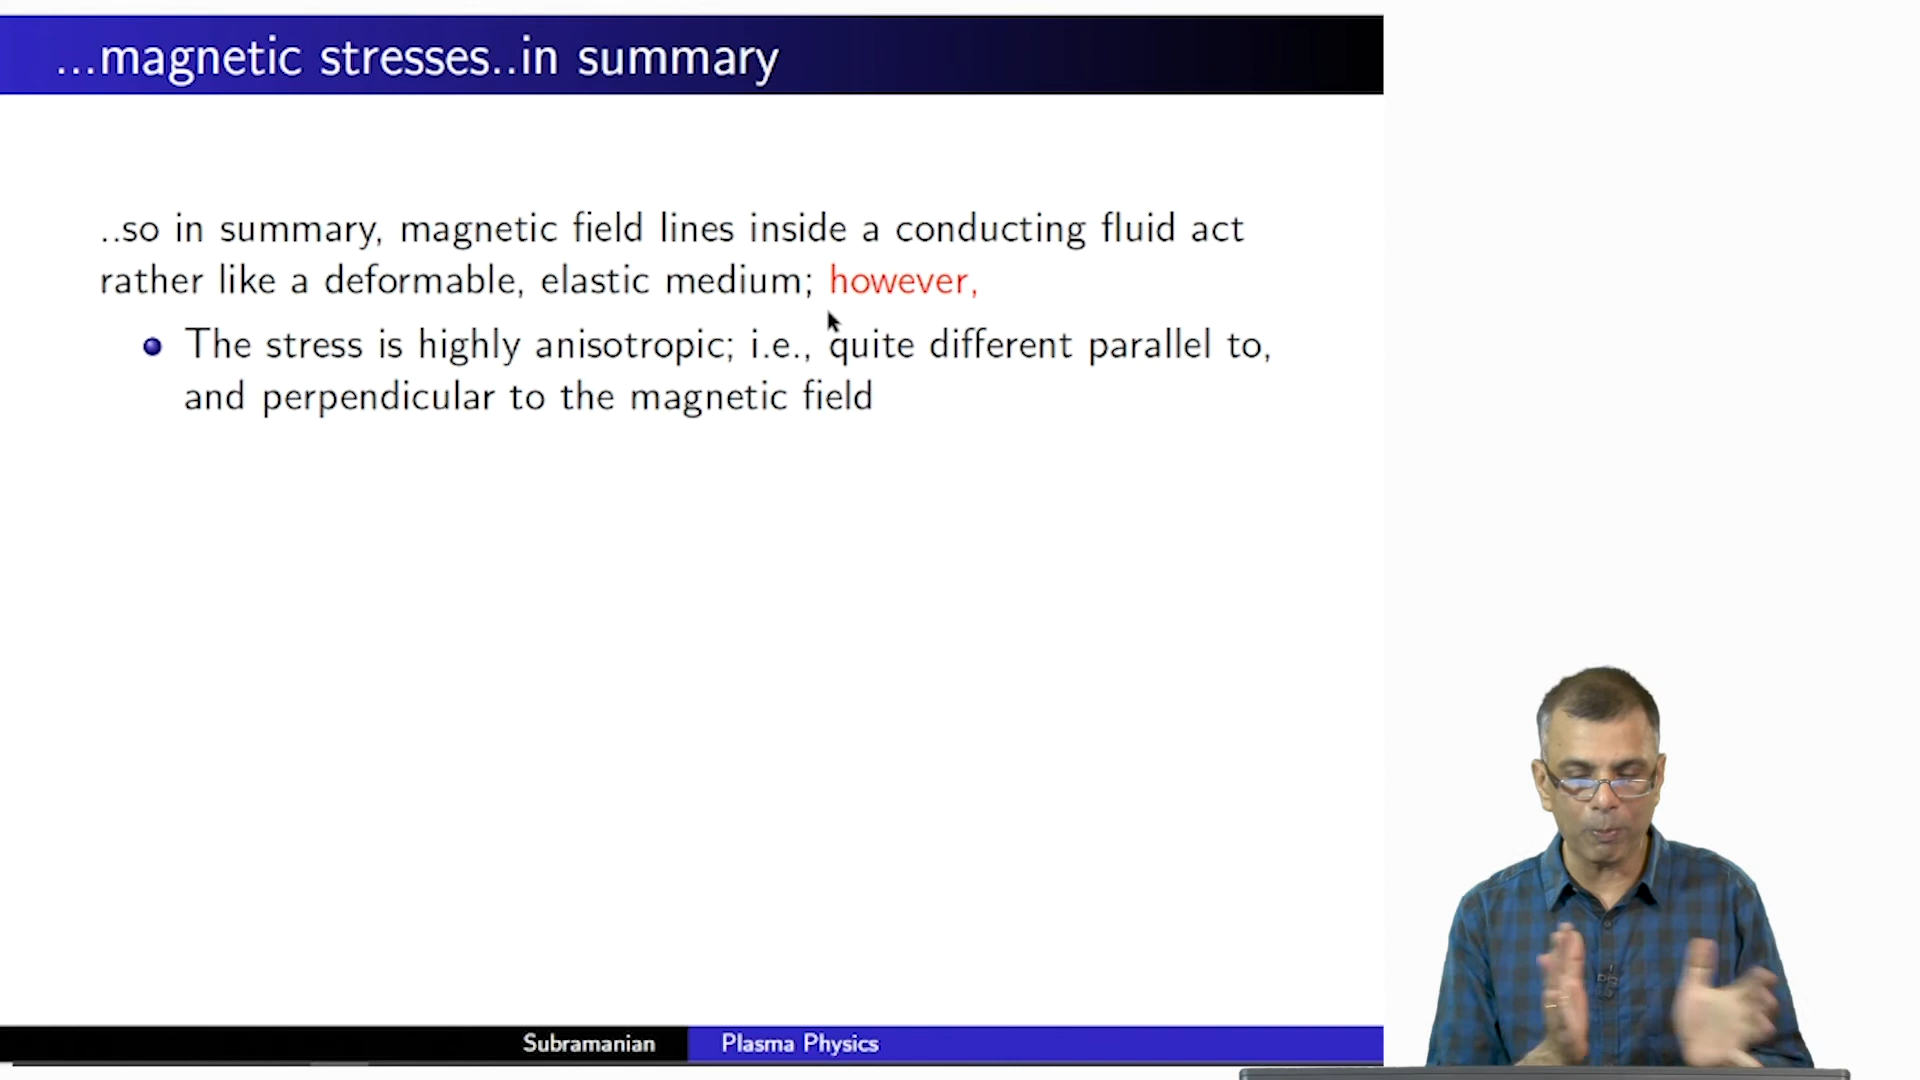 ...magnetic stresses..in summary
..so in summary, magnetic field lines inside a conducting fluid act
rather like a deformable, elastic medium; however,
The stress is highly anisotropic; i.e., quite different parallel to,
and perpendicular to the magnetic field
Subramanian
Plasma Physics